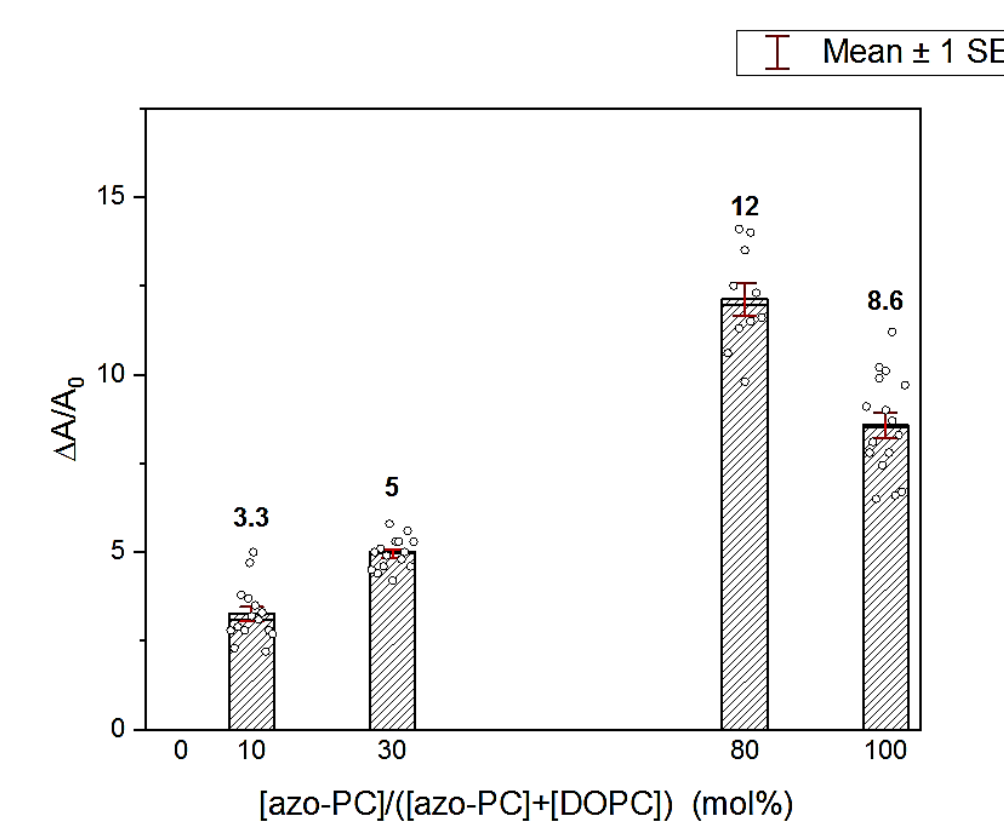 Mean ± 1 SE
15
12
8.6
10
ΔA/A₀
5
3.3
5
0
0 10 30 80 100
[azo-PC]/([azo-PC]+[DOPC]) (mol%)